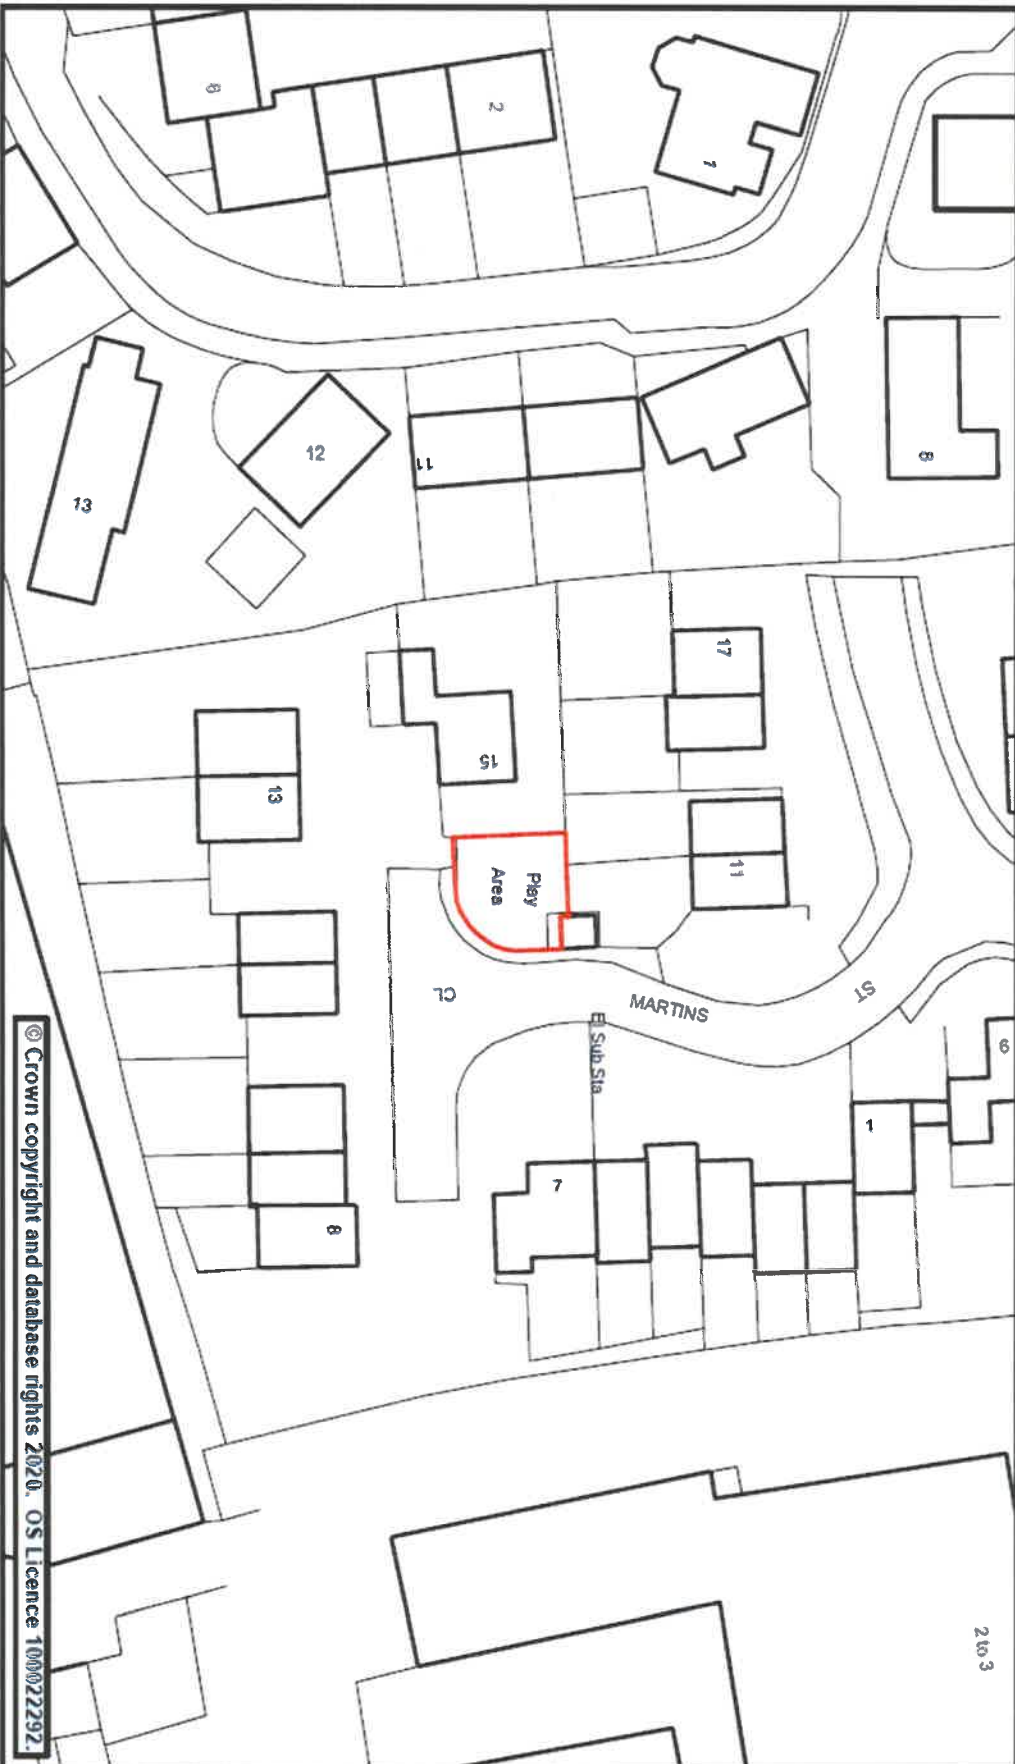 6
2
1
8
12
11
13
17
15
13
11
Play
Area
ST
MARTINS
CL
El Sub Sta
6
1
7
8
2 to 3
© Crown copyright and database rights 2020. OS Licence 100022292.